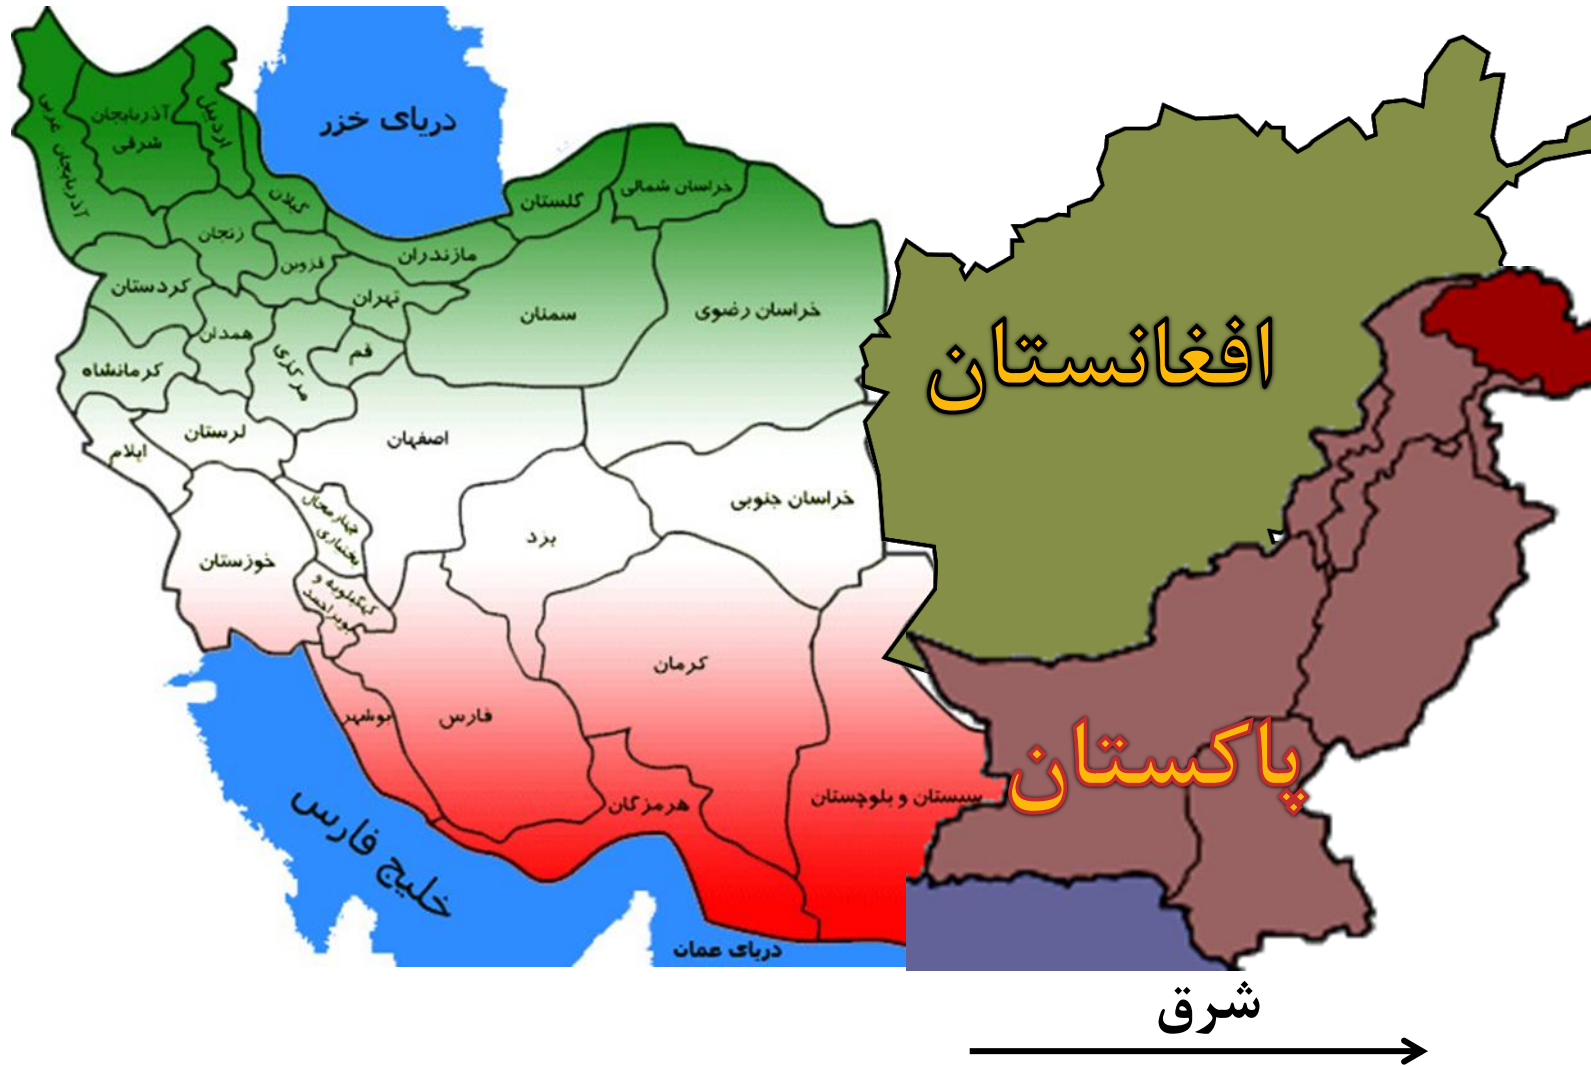 دریای خزر
آذربایجان غربی
آذربایجان
شرقی
اردبیل
گیلان
گلستان
خراسان شمالی
زنجان
مازندران
قزوین
کردستان
تهران
سمنان
خراسان رضوی
همدان
قم
مرکزی
کرمانشاه
افغانستان
لرستان
اصفهان
ایلام
خراسان جنوبی
چهارمحال
بختیاری
یزد
خوزستان
کهگیلویه و
بویراحمد
کرمان
بوشهر
فارس
پاکستان
هرمزگان
سیستان و بلوچستان
خلیج فارس
دریای عمان
شرق